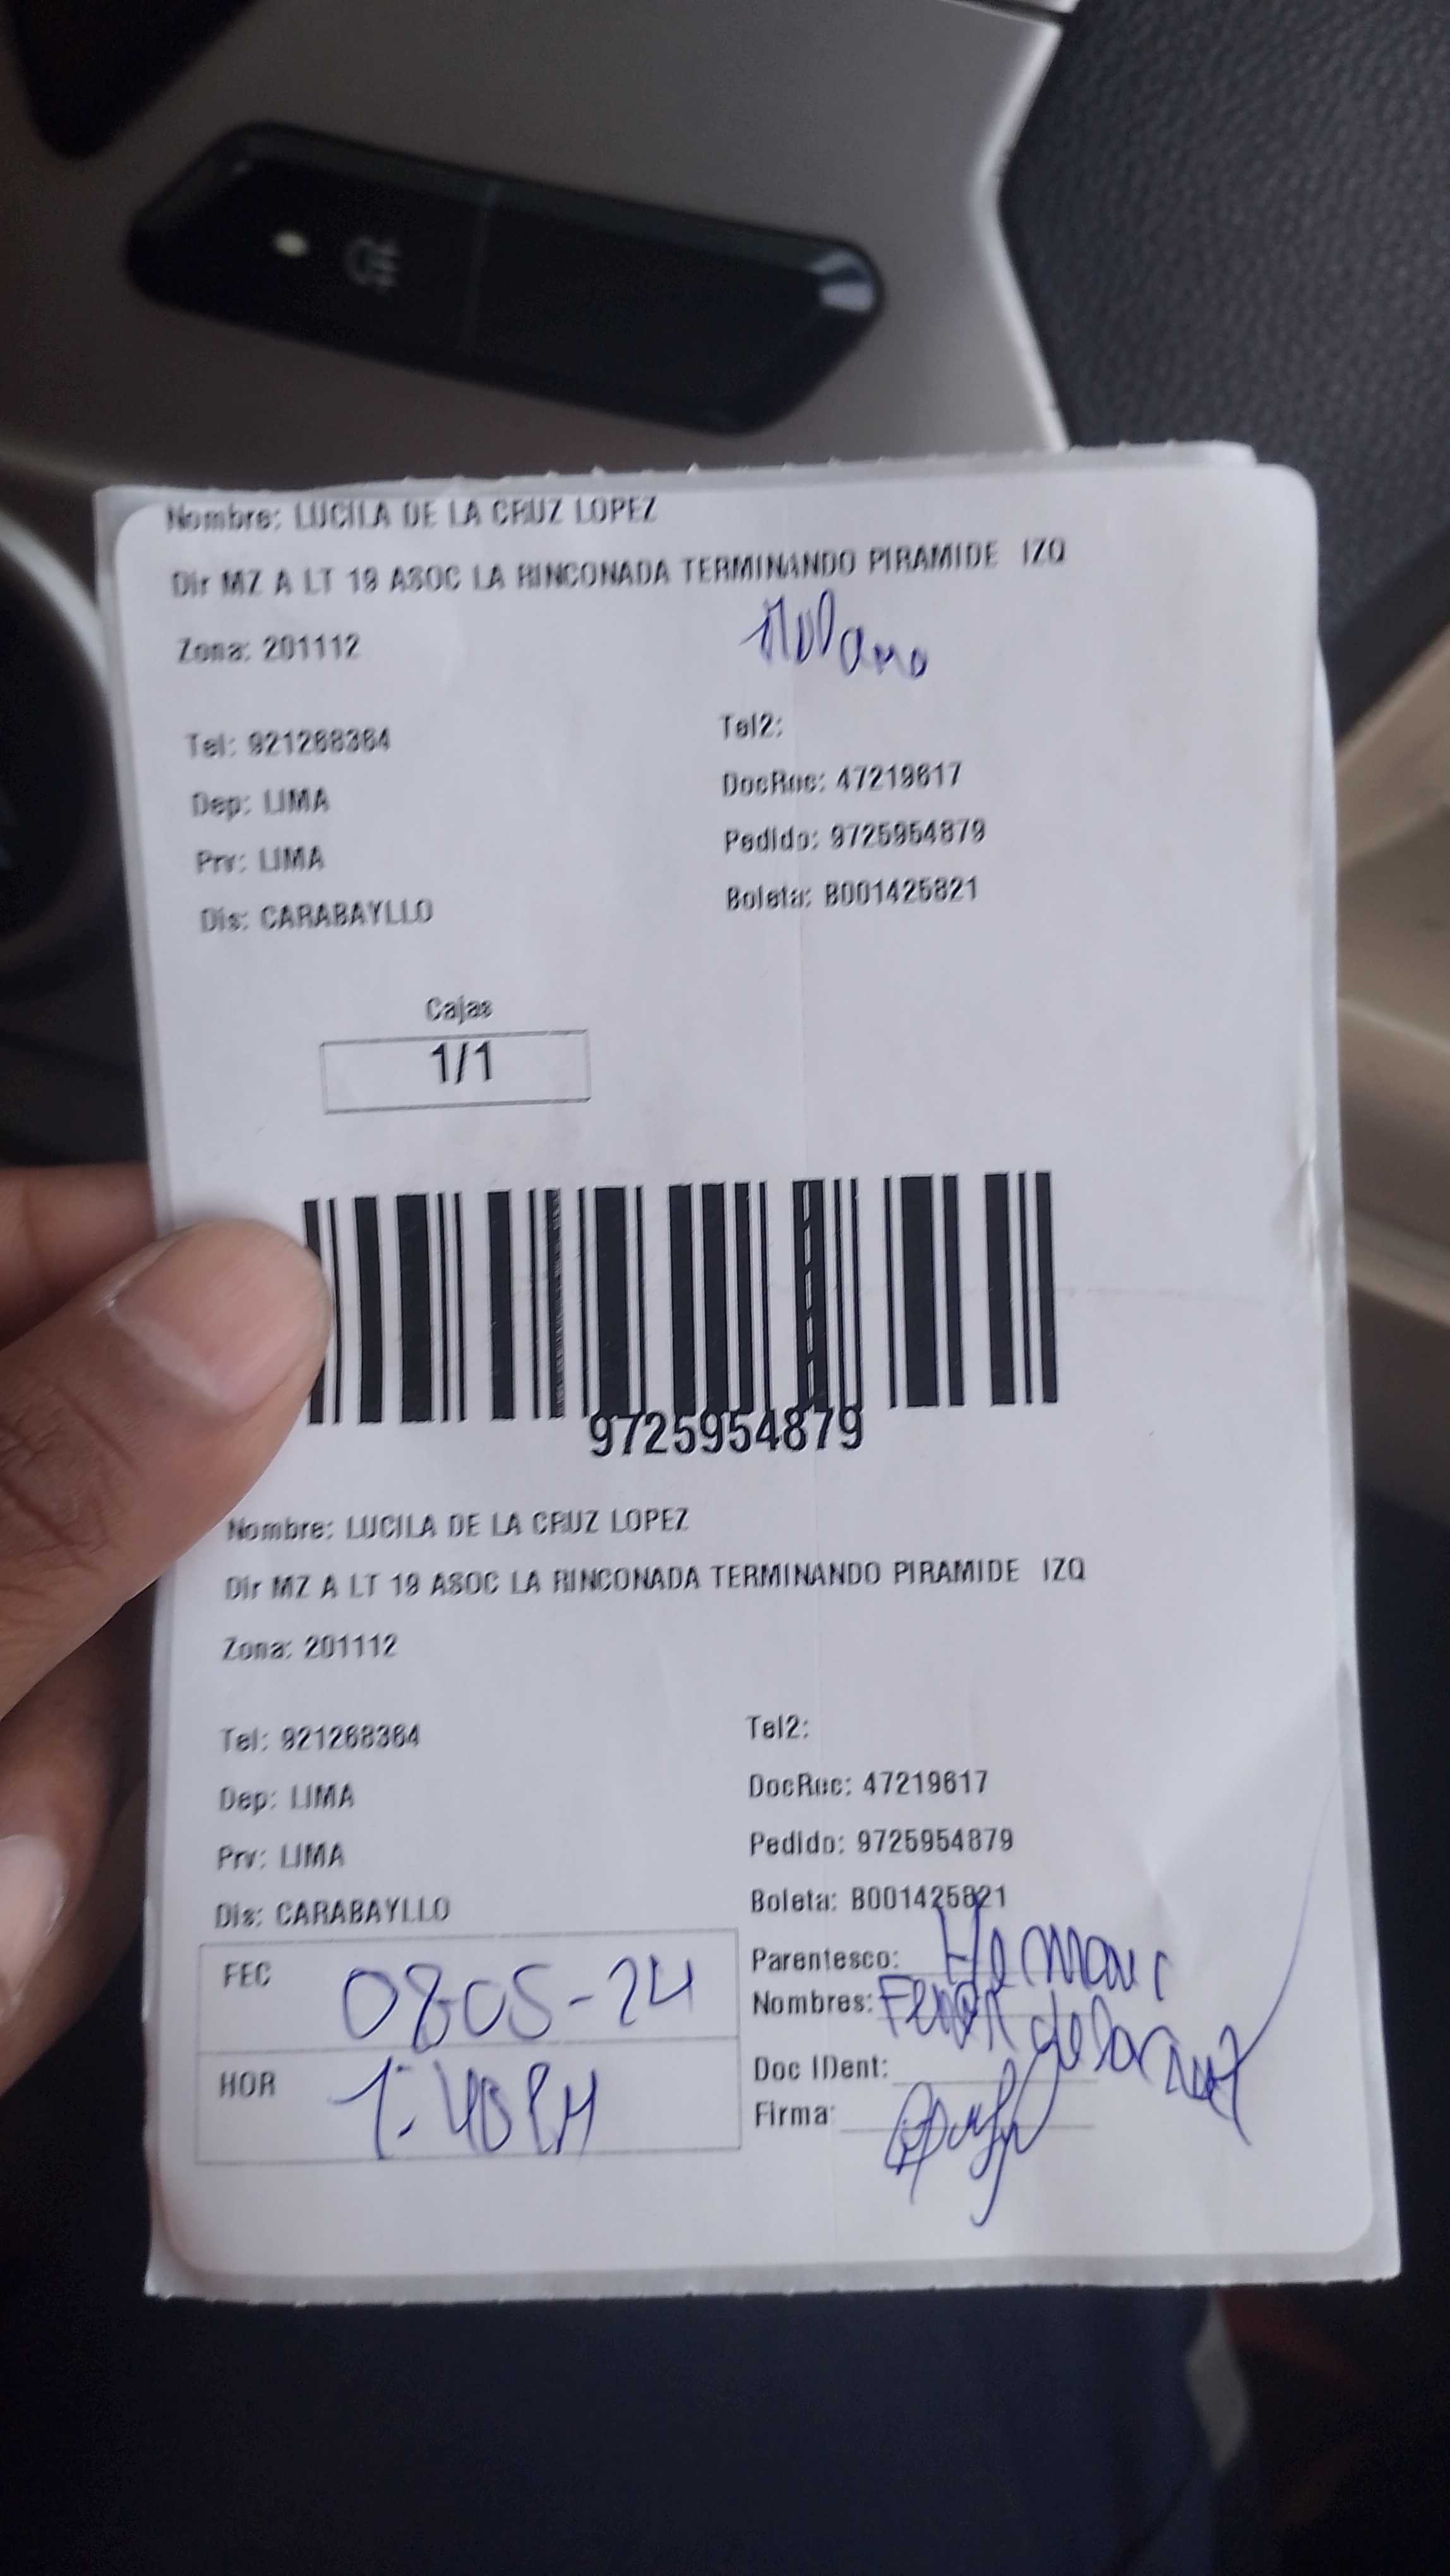 Nombre: LUCILA DE LA CRUZ LOPEZ
Dir MZ A LT 19 ASOC LA RINCONADA TERMINANDO PIRAMIDE IZQ
Zona: 201112
Tel: 921268364
Tel2:
Dep: LIMA
DocRuc: 47219617
Prv: LIMA
Pedido: 9725954879
Dis: CARABAYLLO
Boleta: B001425821
Cajas
1/1
9725954879
Nombre: LUCILA DE LA CRUZ LOPEZ
Dir MZ A LT 19 ASOC LA RINCONADA TERMINANDO PIRAMIDE IZQ
Zona: 201112
Tel: 921268364
Tel2:
Dep: LIMA
DocRuc: 47219617
Prv: LIMA
Pedido: 9725954879
Dis: CARABAYLLO
Boleta: B001425821
FEC 08-05-24
Parentesco:
Nombres:
HOR 1:40PM
Doc IDent:
Firma: